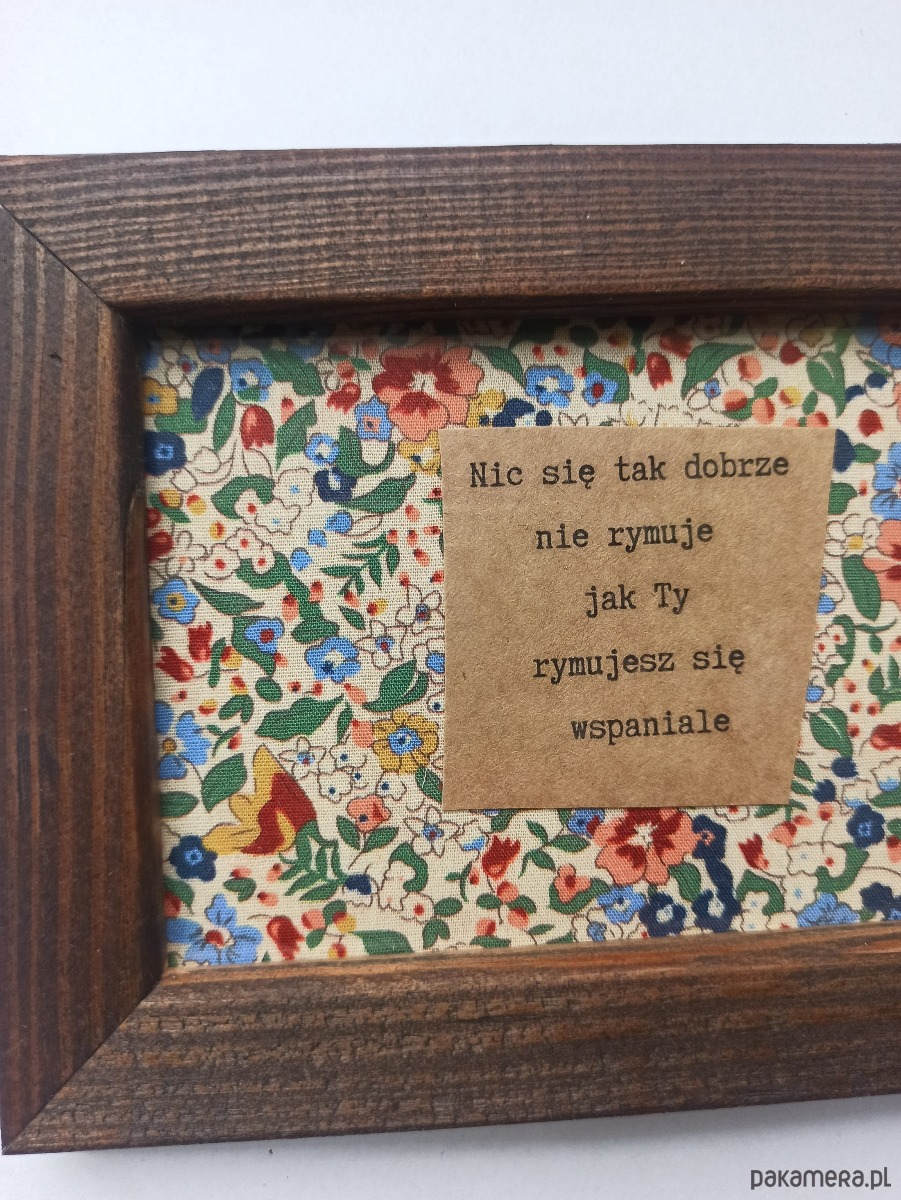 Nic się tak dobrze
nie rymuje
jak Ty
rymujesz się
wspaniale
pakamera.pl